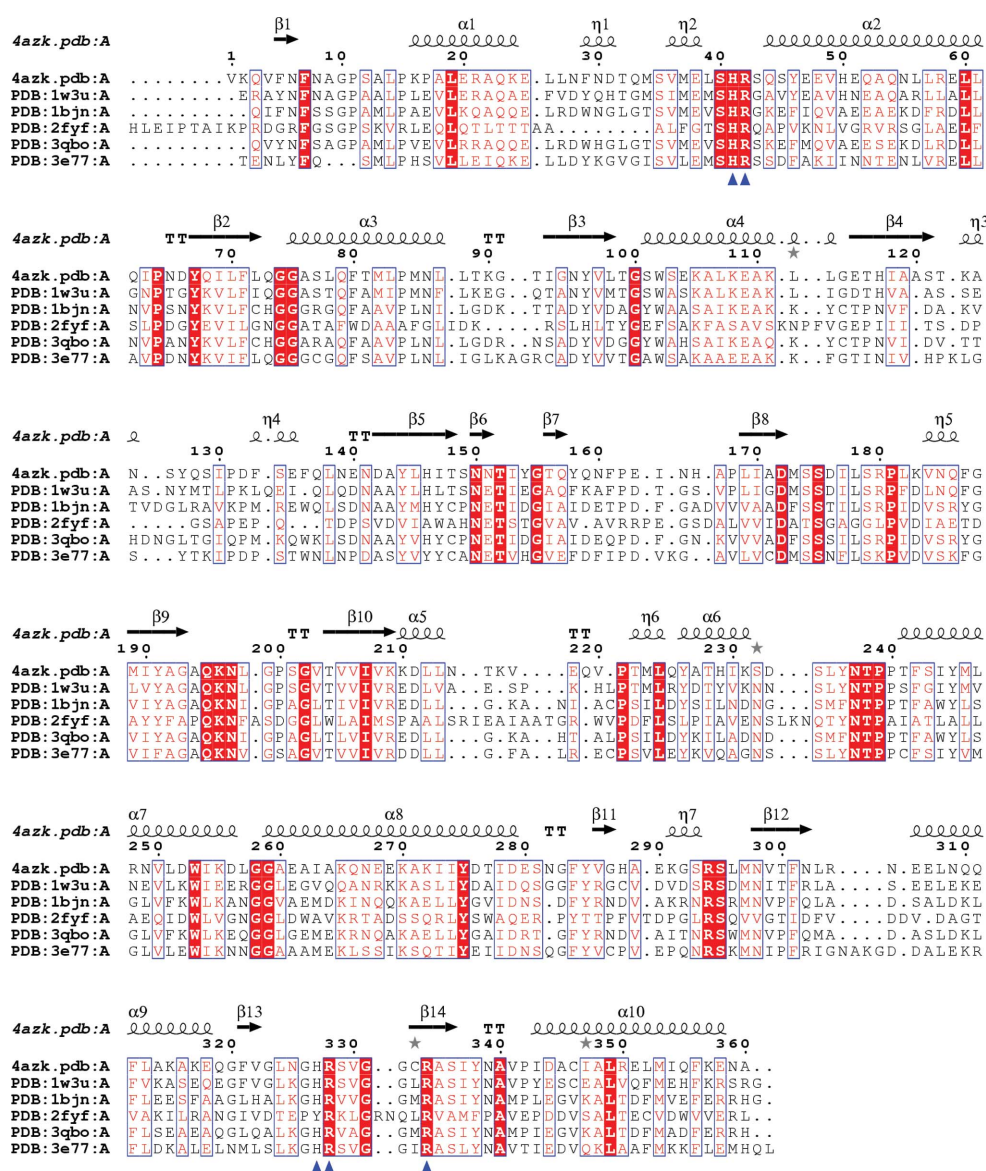 β1 α1 η1 η2 α2
4azk.pdb:A
1 10 20 30 40 50 60
4azk.pdb:A ........VKQVFNFNAGPSALPKPALERAQKE.LLNFNDTQMSVMELSHRSQSYEEVHEQAQNLLRELL
PDB:1w3u:A .........ERAYNFNAGPAALPLEVLERAQAE.FVDYQHTGMSIMEMSHRGAVYEAVHNEAQARLLALL
PDB:1bjn:A ..........QIFNFSSGPAMLPAEVLKQAQQE.LRDWNGLGTSVMEVSHRGKEFIQVAEEAEKDFRDLL
PDB:2fyf:A HLEIPTAIKPRDGRFGSGPSKVRLEQLQTLTTTAA......ALFGTSHRQAPVKNLVGRVRSGLAELF
PDB:3qbo:A ..........QVYNFSAGPAMLPVEVLRRAQQE.LRDWHGLGTSVMEISHRSKEFMQVAEESEKDLRDLL
PDB:3e77:A .........TENLYFQ...SMLPHSVLLEIQKE.LLDYKGVGISVLEMSHRSSDFAKIINNTENLVRELL
TT β2 α3 TT β3 α4 β4 η3
4azk.pdb:A
70 80 90 100 110 120
4azk.pdb:A QIPNDYQILFLQGGASLQFTMLPMNL.LTKG..TIGNYVLTGSWSEKALKEAK.L..LGETHIAAST.KA
PDB:1w3u:A GNPTGYKVLFIQGGASTQFAMIPMNF.LKEG..QTANYVMTGSWASKALKEAK.L..IGDTHVA.AS.SE
PDB:1bjn:A NVPSNYKVLFCHGGGRGQFAAVPLNI.LGDK..TTADYVDAGYWAASAIKEAK.K..YCTPNVF.DA.KV
PDB:2fyf:A SLPDGYEVILGNGGATAFWDAAAFGLIDK....RSLHLTYGEFSAKFASAVSKNPFVGEPIII.TS.DP
PDB:3qbo:A NVPANYKVLFCHGGARAQFAAVPLNL.LGDR..NSADYVDGGYWAHSAIKEAQ.K..YCTPNVI.DV.TT
PDB:3e77:A AVPDNYKVIFLQGGGCGQFSAVPLNL.IGLKAGRCADYVVTGAWSAKAAEEAK.K..FGTINIV.HPKLG
η4 TT β5 β6 β7 β8 η5
4azk.pdb:A
130 140 150 160 170 180
4azk.pdb:A N..SYQSIPDF.SEFQLNENDAYLHITSNNTIYGTQYQNFPE.I.NH.APLIADMSSDILSRPLKVNQFG
PDB:1w3u:A AS.NYMTLPKLQEI.QLQDNAAYLHLTSNETIEGAQFKAFPD.T.GS.VPLIGDMSSDILSRPFDLNQFG
PDB:1bjn:A TVDGLRAVKPM.REWQLSDNAAYMHYCPNETIDGIAIDETPD.F.GADVVVAADFSSTILSRPIDVSRYG
PDB:2fyf:A ....GSAPEP.Q...TDPSVDVIAWAHNETSTGVAV.AVRRPE.GSDALVVIDATSGAGGLPVDIAETD
PDB:3qbo:A HDNGLTGIQPM.KQWKLSDNAAYVHYCPNETIDGIAIDEQPD.F.GN.KVVVADFSSSILSRPIDVSRFG
PDB:3e77:A S...YTKIPDP.STWNLNPDASYVYYCANETVHGVEFDFIPD.VKG..AVLVCDMSSNFLSKPVDVSKFG
β9 TT β10 α5 TT η6 α6
4azk.pdb:A
190 200 210 220 230 240
4azk.pdb:A MIYAGAQKNL.GPSGVTVVIVKKDLLN.TKV...EQV.PTMLQYATHIKSD...SLYNTPPTFSIYML
PDB:1w3u:A LVYAGAQKNL.GPSGVTVVIVREDLVA.E.SP...K.HLPTMLRYDTYVKNN...SLYNTPPSFGIYMV
PDB:1bjn:A VIYAGAQKNI.GPAGLTIVIVREDLL..G.KA...NI.ACPSILDYSILNDNG...SMFNTPPTFAWYLS
PDB:2fyf:A AYYFAPQKNFASDGGLWLAIMSPAALSRIEAIAATGR.WVPDFLSLPIAVENSLKNQTYNTPAIATLALL
PDB:3qbo:A VIYAGAQKNI.GPAGLTLVIVREDLL..G.KA...HT.ALPSILDYKILADND...SMFNTPPTFAWYLS
PDB:3e77:A VIFAGAQKNV.GSAGVTVVIVRDDLL..G.FA...LR.ECPSVLEYKVQAGNS...SLYNTPPCFSIYVM
α7 α8 TT β11 η7 β12
4azk.pdb:A
250 260 270 280 290 300 310
4azk.pdb:A RNVLDWIKDLGGAEAIAKQNEEKAKIIYDTIDESNGFYVGHA.EKGSRSLMNVTFNLR....N.EELNQQ
PDB:1w3u:A NEVLKWIEERGGLEGVQQANRKKASLIYDAIDQSGGFYRGCV.DVDSRSDMNITFRLA....S.EELEKE
PDB:1bjn:A GLVFKWLKANGGVAEMDKINQQKAELLYGVIDNS.DFYRNDV.AKRNRSRMNVPFQLA....D.SALDKL
PDB:2fyf:A AEQIDWLVGNGGLDWAVKRTADSSQRLYSWAQER.PYTTPFVTDPGLRSQVVGTIDFV....DDV.DAGT
PDB:3qbo:A GLVFKWLKEQGGLGEMEKRNQAKAELLYGAIDRT.GFYRNDV.AITNRSWMNVPFQMA....D.ASLDKL
PDB:3e77:A GLVLEWIKNNGGAAAMEKLSSIKSQTIYEIIDNSQGFYVCPV.EPQNRSKMNIPFRIGNAKGD.DALEKR
α9 β13 β14 TT α10
4azk.pdb:A
320 330 340 350 360
4azk.pdb:A FLAKAKEQGFVGLNGHRSVG.GCRASIYNAVPIDACIALRELMIQFKENA..
PDB:1w3u:A FVKASEQEGFVGLKGHRSVG.GLRASIYNAVPYESCEALVQFMEHFKRSRG.
PDB:1bjn:A FLEESFAAGLHALKGHRVVG.GMRASIYNAMPLEGVKALTDFMVEFERRHG.
PDB:2fyf:A VAKILRANGIVDTEPYRKLGRNQLRVAMFPAVEPDDVSALTECVDWVVERL..
PDB:3qbo:A FLSEAEAQGLQALKGHRVAG.GMRASIYNAMPIEGVKALTDFMADFERRHG.
PDB:3e77:A FLDKALELNMLSLKGHRSVG.GIRASLYNAVTIEDVQKLAAFMKKFLEMHQL